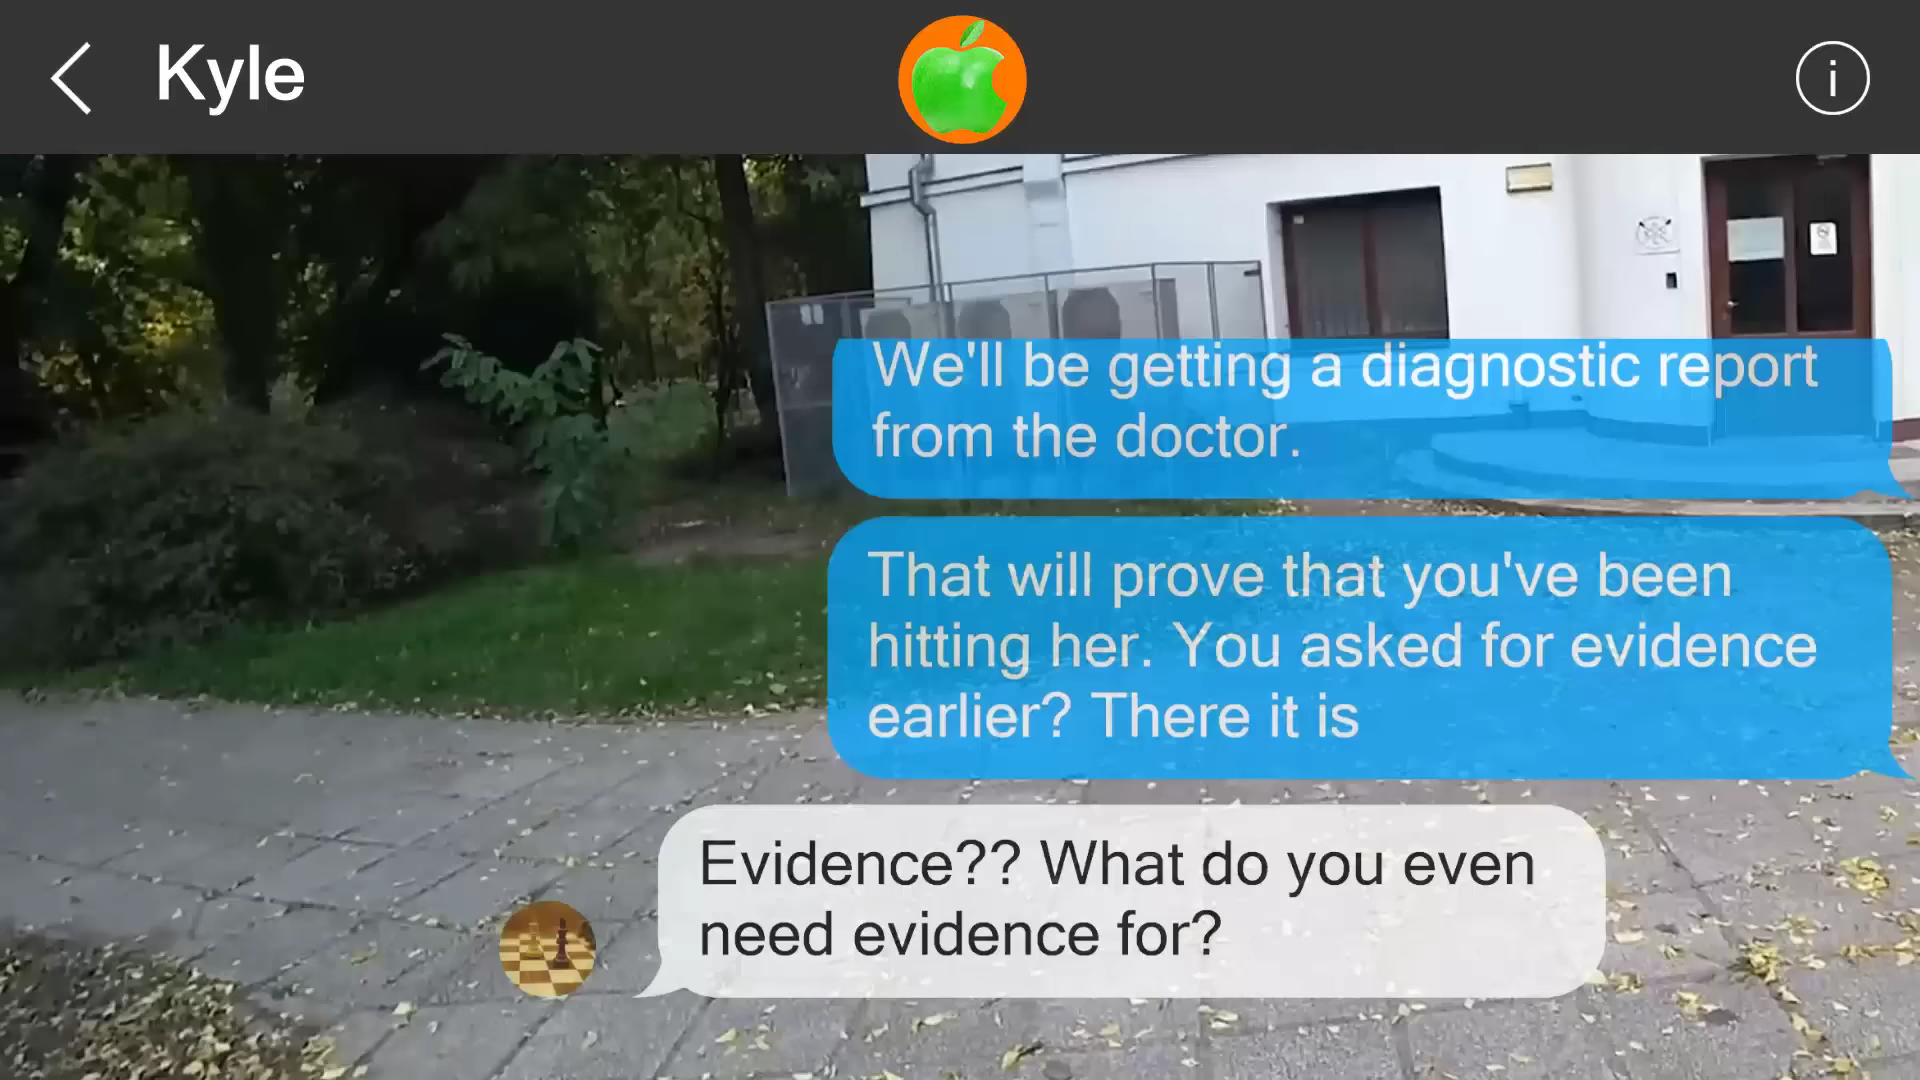 Kyle
i
We'll be getting a diagnostic report
from the doctor.
That will prove that you've been
hitting her. You asked for evidence
earlier? There it is
Evidence?? What do you even
need evidence for?